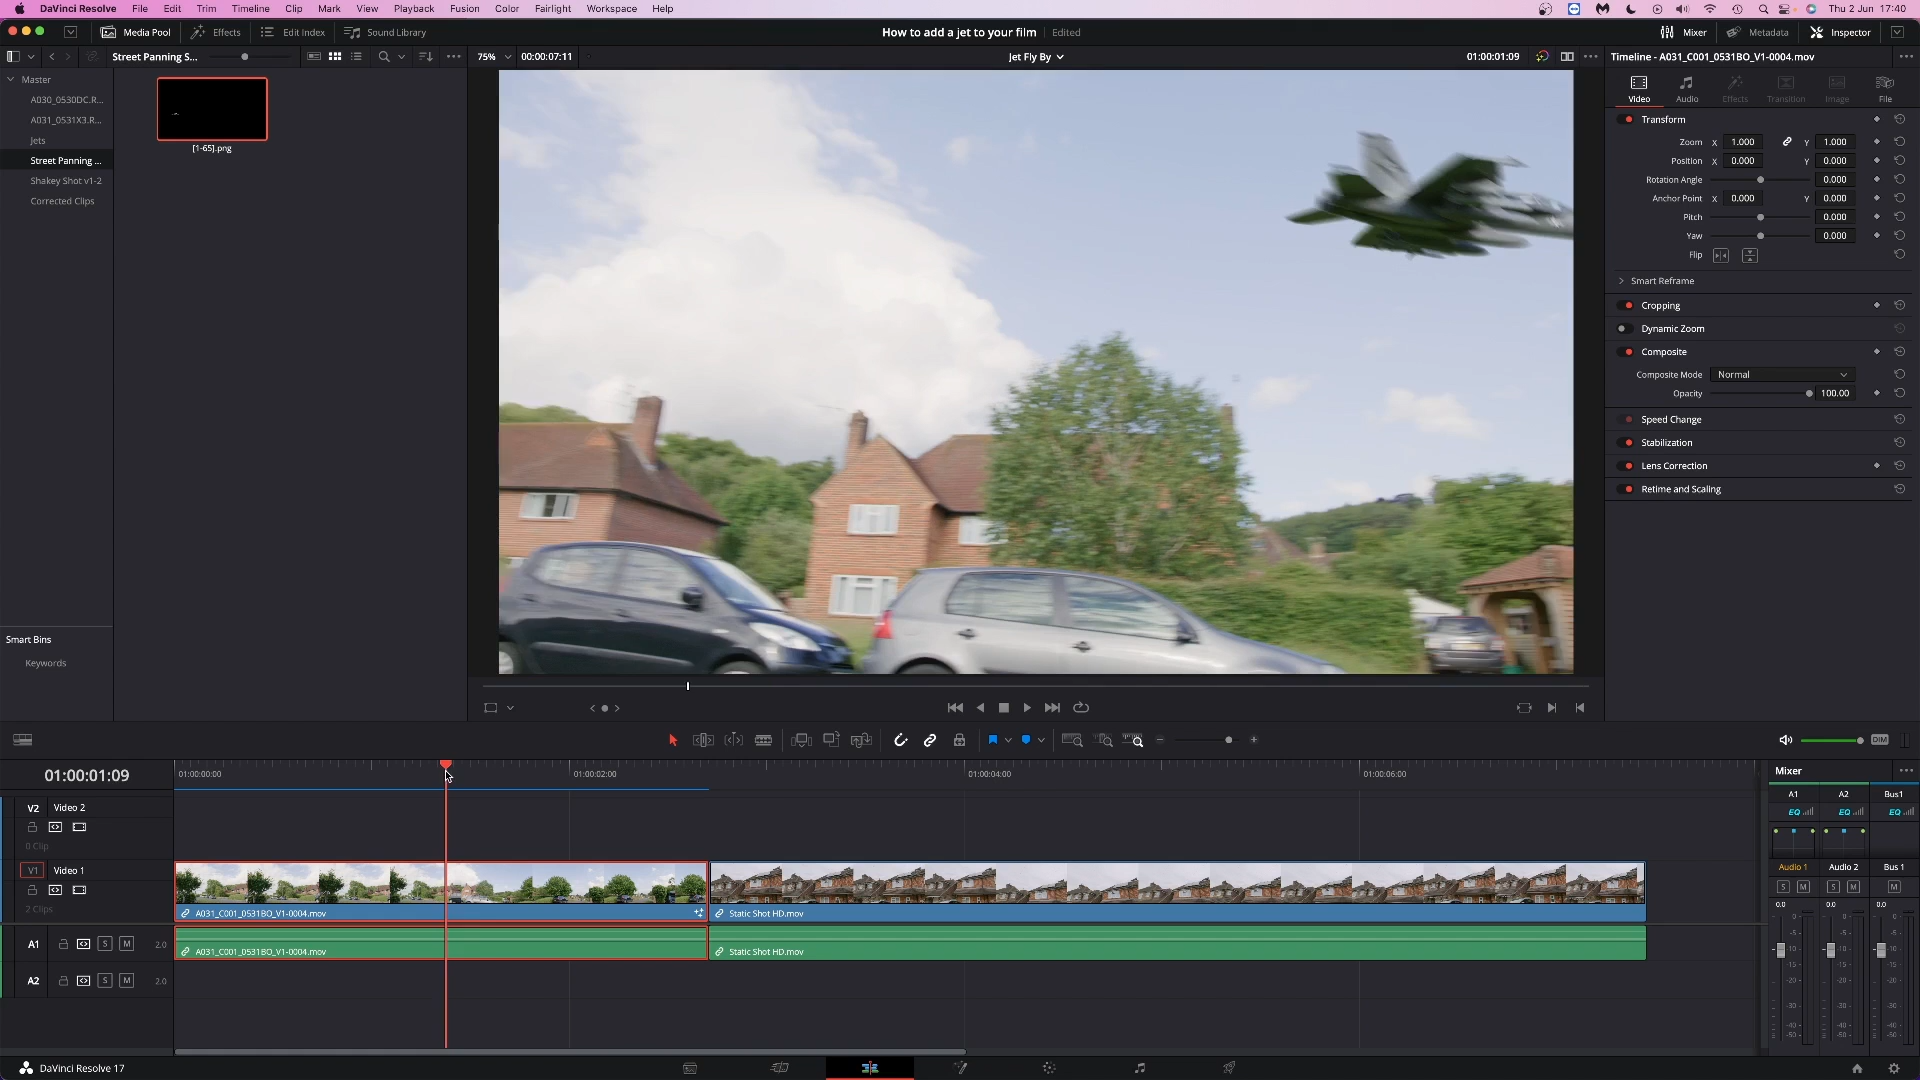 DaVinci Resolve File Edit Trim Timeline Clip Mark View Playback Fusion Color Fairlight Workspace Help Thu 2 Jun 17:40
Media Pool Effects Edit Index Sound Library How to add a jet to your film Edited Mixer Metadata Inspector
Street Panning S... 75% 00:00:07:11 Jet Fly By 01:00:01:09 Timeline - A031_C001_0531BO_V1-0004.mov
Master
A030_0530DC.R...
A031_0531X3.R...
Jets
Street Panning ...
Shakey Shot v1-2
Corrected Clips
[1-65].png
Smart Bins
Keywords
Video Audio Effects Transition Image File
Transform
Zoom X 1.000 Y 1.000
Position X 0.000 Y 0.000
Rotation Angle 0.000
Anchor Point X 0.000 Y 0.000
Pitch 0.000
Yaw 0.000
Flip
Smart Reframe
Cropping
Dynamic Zoom
Composite
Composite Mode Normal
Opacity 100.00
Speed Change
Stabilization
Lens Correction
Retime and Scaling
DIM
01:00:01:09 01:00:00:00 01:00:02:00 01:00:04:00 01:00:06:00
V2 Video 2
0 Clip
V1 Video 1
2 Clips
A031_C001_0531BO_V1-0004.mov Static Shot HD.mov
A1 S M 2.0
A031_C001_0531BO_V1-0004.mov Static Shot HD.mov
A2 S M 2.0
Mixer
A1 A2 Bus1
EQ EQ EQ
Audio 1 Audio 2 Bus 1
S M S M M
0.0 0.0 0.0
DaVinci Resolve 17